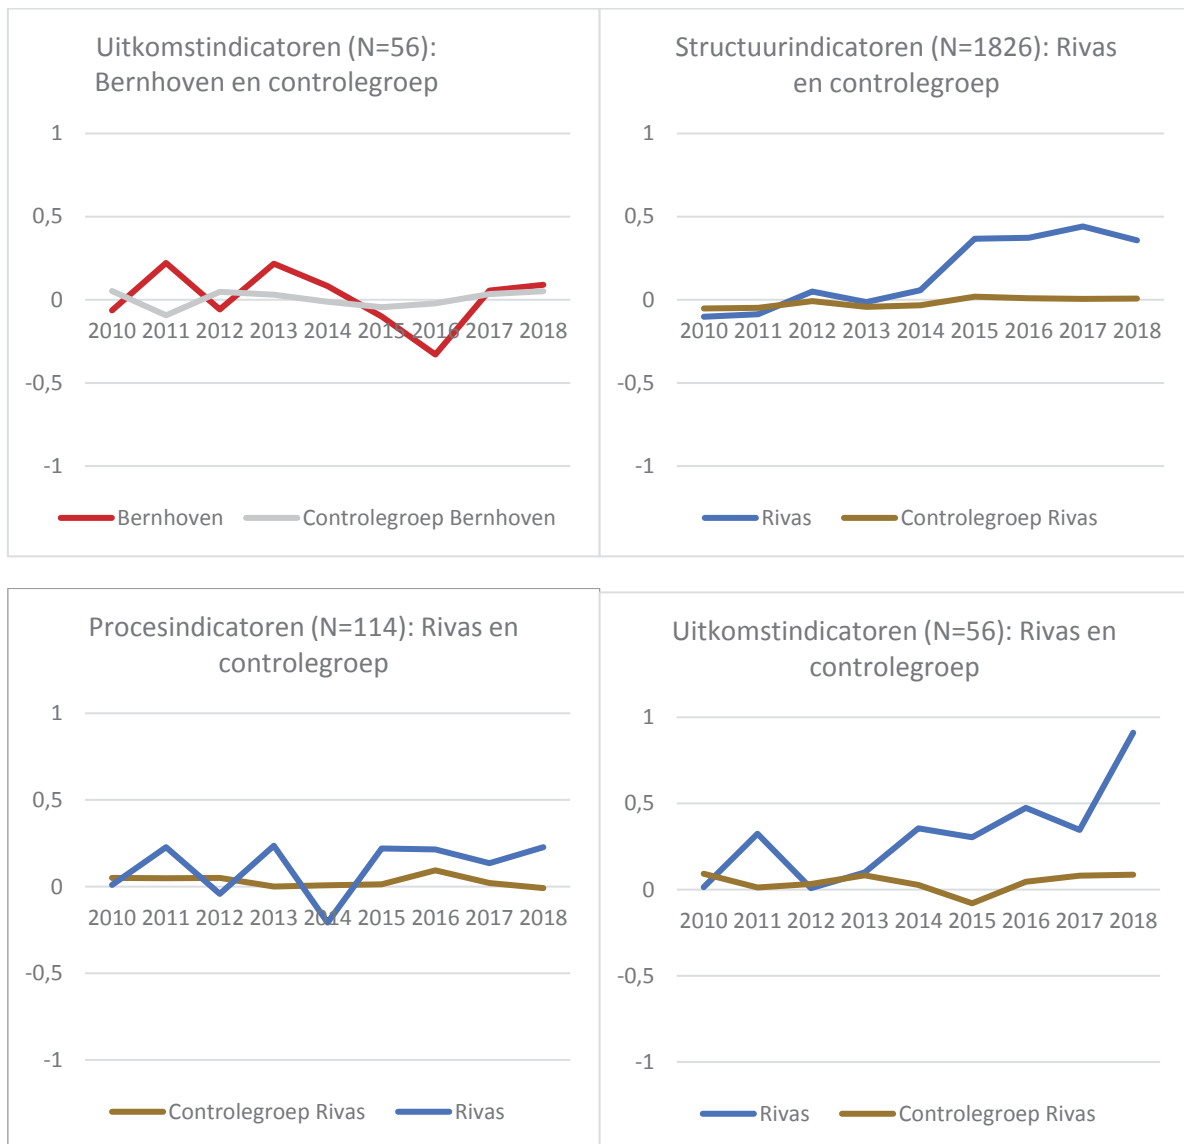 Uitkomstindicatoren (N=56):
Bernhoven en controlegroep
1
0,5
0
2010 2011 2012 2013 2014 2015 2016 2017 2018
-0,5
-1
Bernhoven Controlegroep Bernhoven
Structuurindicatoren (N=1826): Rivas
en controlegroep
1
0,5
0
2010 2011 2012 2013 2014 2015 2016 2017 2018
-0,5
-1
Rivas Controlegroep Rivas
Procesindicatoren (N=114): Rivas en
controlegroep
1
0,5
0
2010 2011 2012 2013 2014 2015 2016 2017 2018
-0,5
-1
Controlegroep Rivas Rivas
Uitkomstindicatoren (N=56): Rivas en
controlegroep
1
0,5
0
2010 2011 2012 2013 2014 2015 2016 2017 2018
-0,5
-1
Rivas Controlegroep Rivas